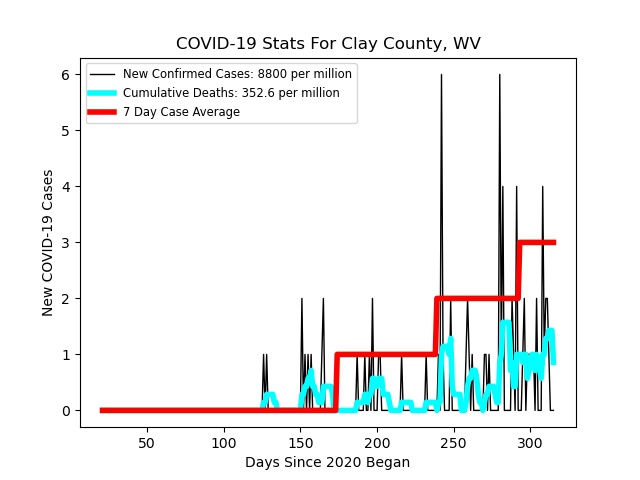 COVID-19 Stats For Clay County, WV
New Confirmed Cases: 8800 per million
Cumulative Deaths: 352.6 per million
7 Day Case Average
New COVID-19 Cases
6
5
4
3
2
1
0
50 100 150 200 250 300
Days Since 2020 Began